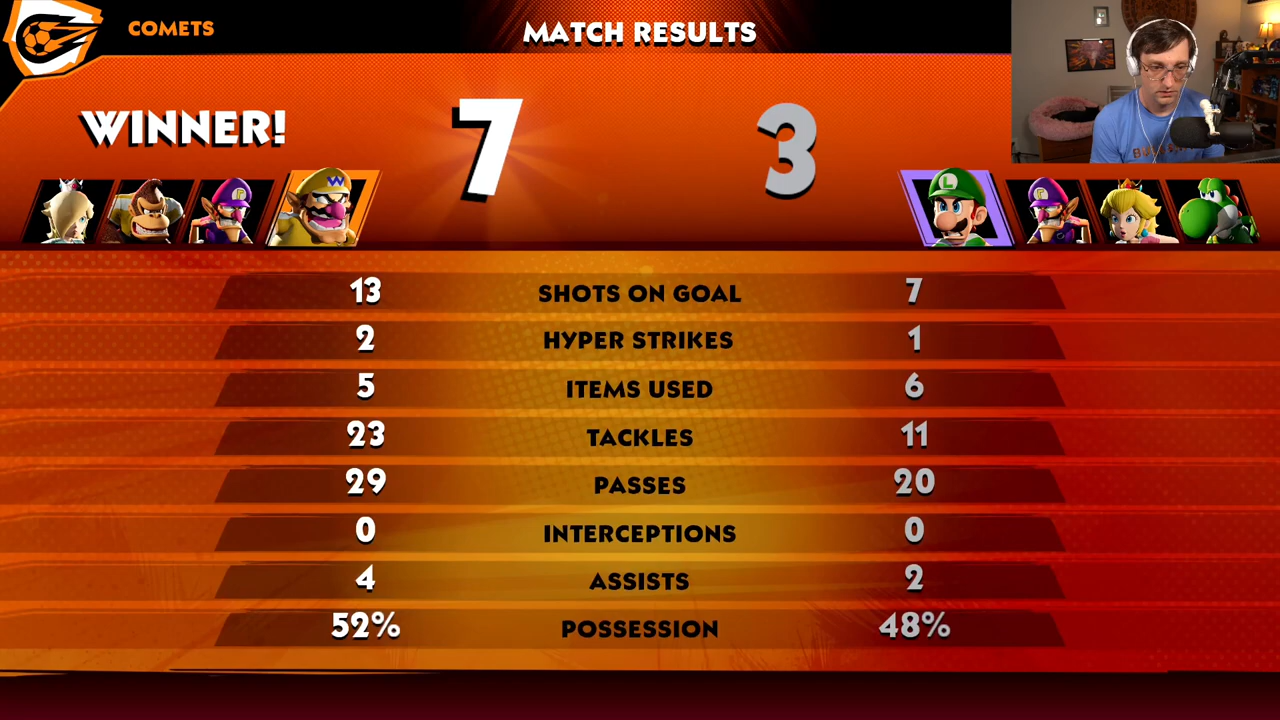 COMETS
MATCH RESULTS
WINNER! 7 3
13 SHOTS ON GOAL 7
2 HYPER STRIKES 1
5 ITEMS USED 6
23 TACKLES 11
29 PASSES 20
0 INTERCEPTIONS 0
4 ASSISTS 2
52% POSSESSION 48%